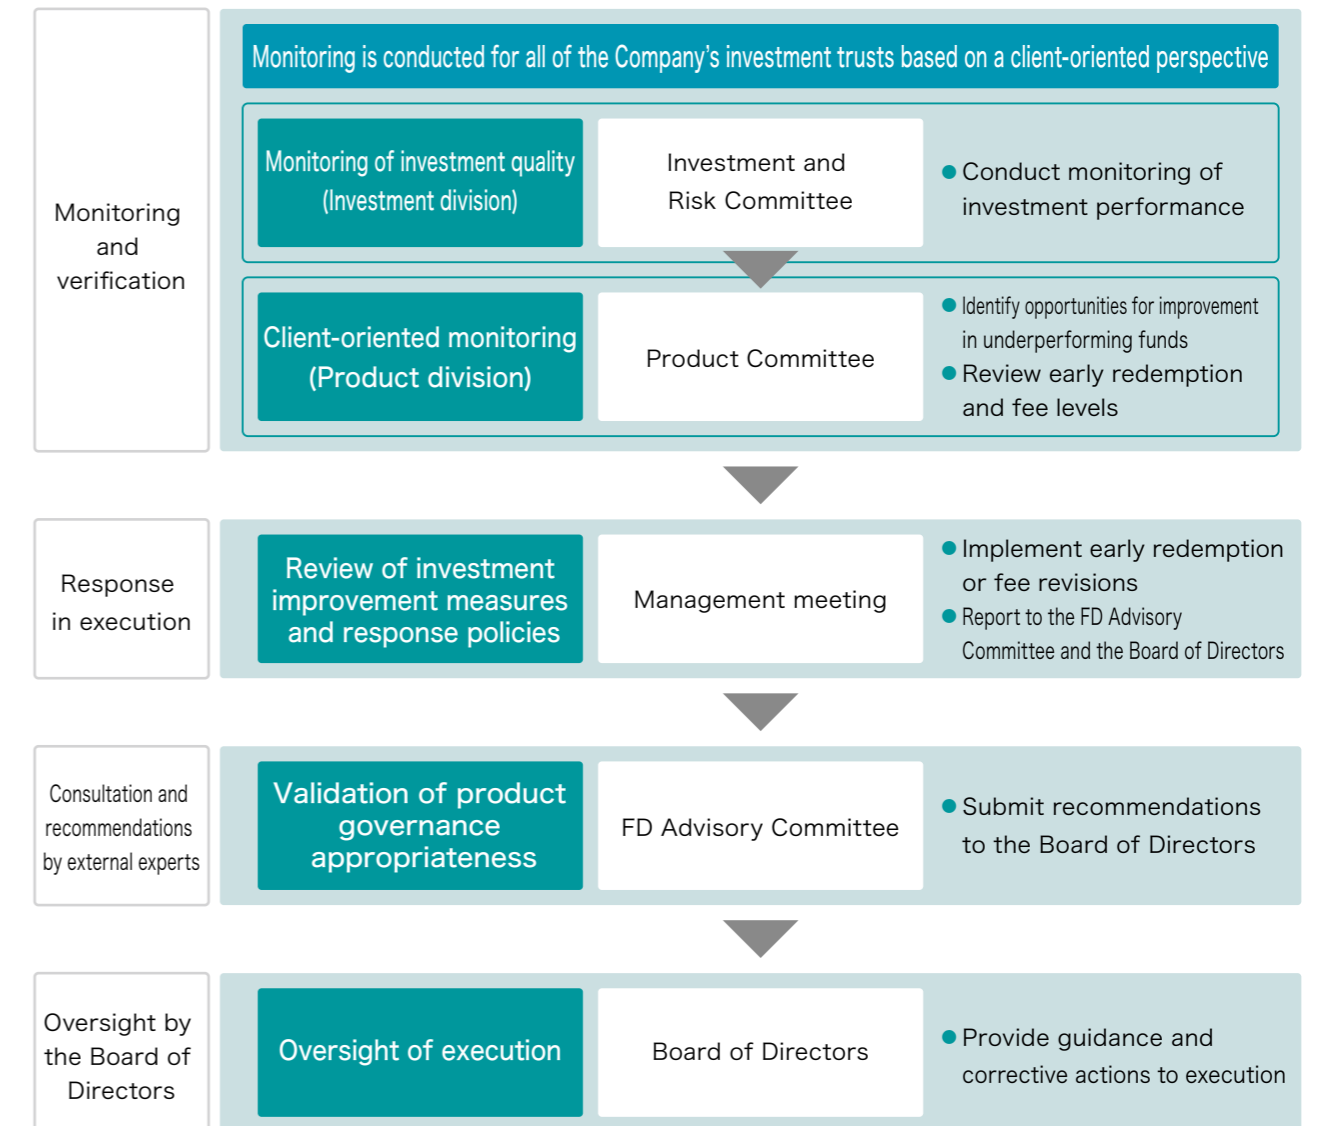 Monitoring
and
verification
Monitoring is conducted for all of the Company’s investment trusts based on a client-oriented perspective
Monitoring of investment quality
(Investment division)
Investment and
Risk Committee
● Conduct monitoring of
investment performance
Client-oriented monitoring
(Product division)
Product Committee
● Identify opportunities for improvement
in underperforming funds
● Review early redemption
and fee levels
Response
in execution
Review of investment
improvement measures
and response policies
Management meeting
● Implement early redemption
or fee revisions
● Report to the FD Advisory
Committee and the Board of Directors
Consultation and
recommendations
by external experts
Validation of product
governance
appropriateness
FD Advisory Committee
● Submit recommendations
to the Board of Directors
Oversight by
the Board of
Directors
Oversight of execution
Board of Directors
● Provide guidance and
corrective actions to execution